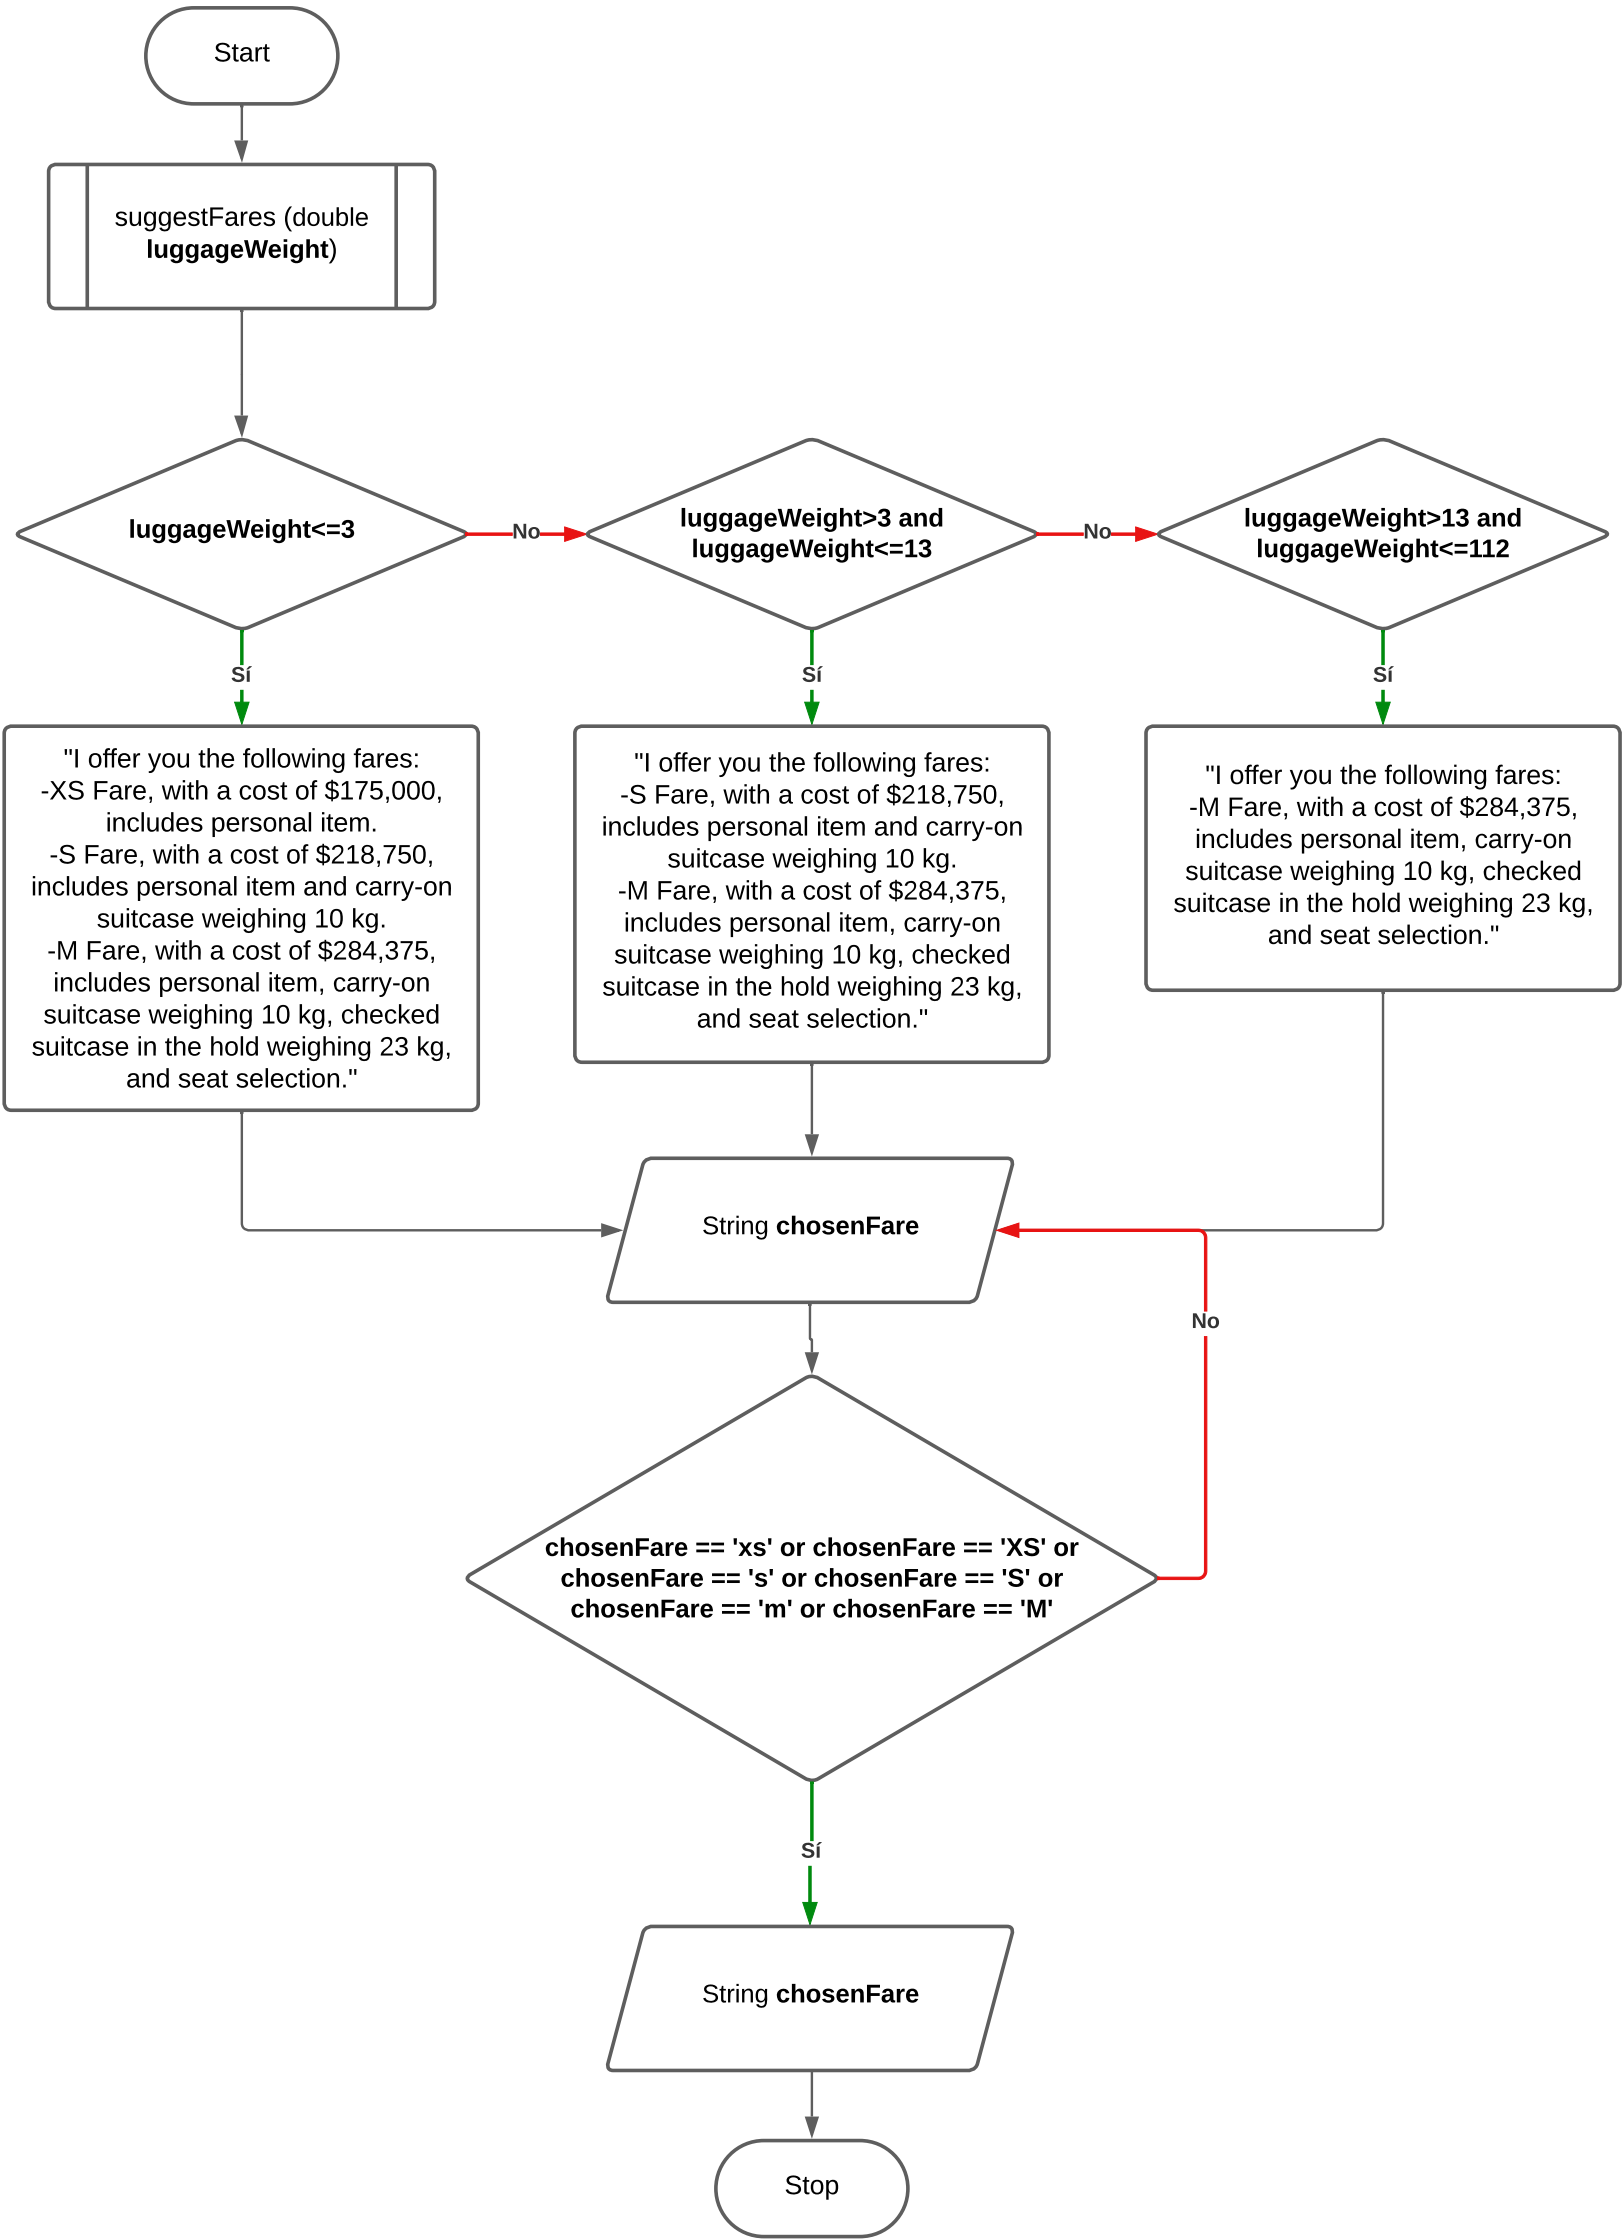 Start
suggestFares (double
luggageWeight)
luggageWeight<=3
No
luggageWeight>3 and
luggageWeight<=13
No
luggageWeight>13 and
luggageWeight<=112
Sí
Sí
Sí
"I offer you the following fares:
-XS Fare, with a cost of $175,000,
includes personal item.
-S Fare, with a cost of $218,750,
includes personal item and carry-on
suitcase weighing 10 kg.
-M Fare, with a cost of $284,375,
includes personal item, carry-on
suitcase weighing 10 kg, checked
suitcase in the hold weighing 23 kg,
and seat selection."
"I offer you the following fares:
-S Fare, with a cost of $218,750,
includes personal item and carry-on
suitcase weighing 10 kg.
-M Fare, with a cost of $284,375,
includes personal item, carry-on
suitcase weighing 10 kg, checked
suitcase in the hold weighing 23 kg,
and seat selection."
"I offer you the following fares:
-M Fare, with a cost of $284,375,
includes personal item, carry-on
suitcase weighing 10 kg, checked
suitcase in the hold weighing 23 kg,
and seat selection."
String chosenFare
No
chosenFare == 'xs' or chosenFare == 'XS' or
chosenFare == 's' or chosenFare == 'S' or
chosenFare == 'm' or chosenFare == 'M'
Sí
String chosenFare
Stop